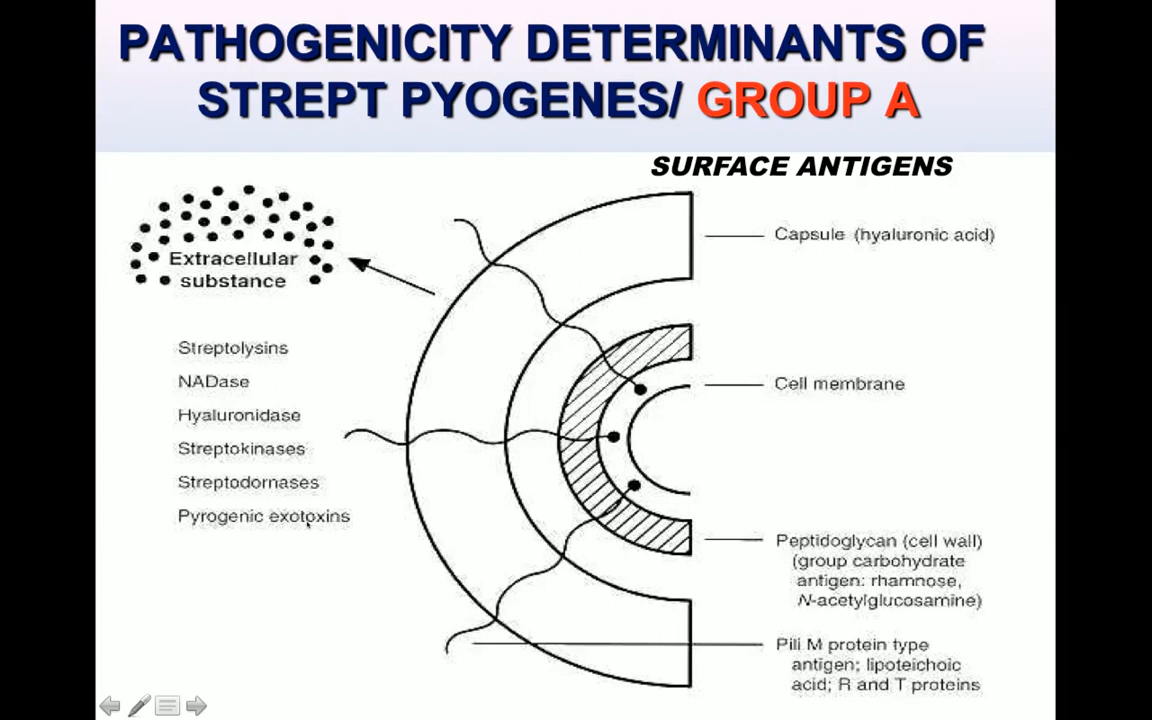 PATHOGENICITY DETERMINANTS OF
STREPT PYOGENES/ GROUP A
SURFACE ANTIGENS
Extracellular
substance
Streptolysins
NADase
Hyaluronidase
Streptokinases
Streptodornases
Pyrogenic exotoxins
Capsule (hyaluronic acid)
Cell membrane
Peptidoglycan (cell wall)
(group carbohydrate
antigen: rhamnose,
N-acetylglucosamine)
Pili M protein type
antigen; lipoteichoic
acid; R and T proteins